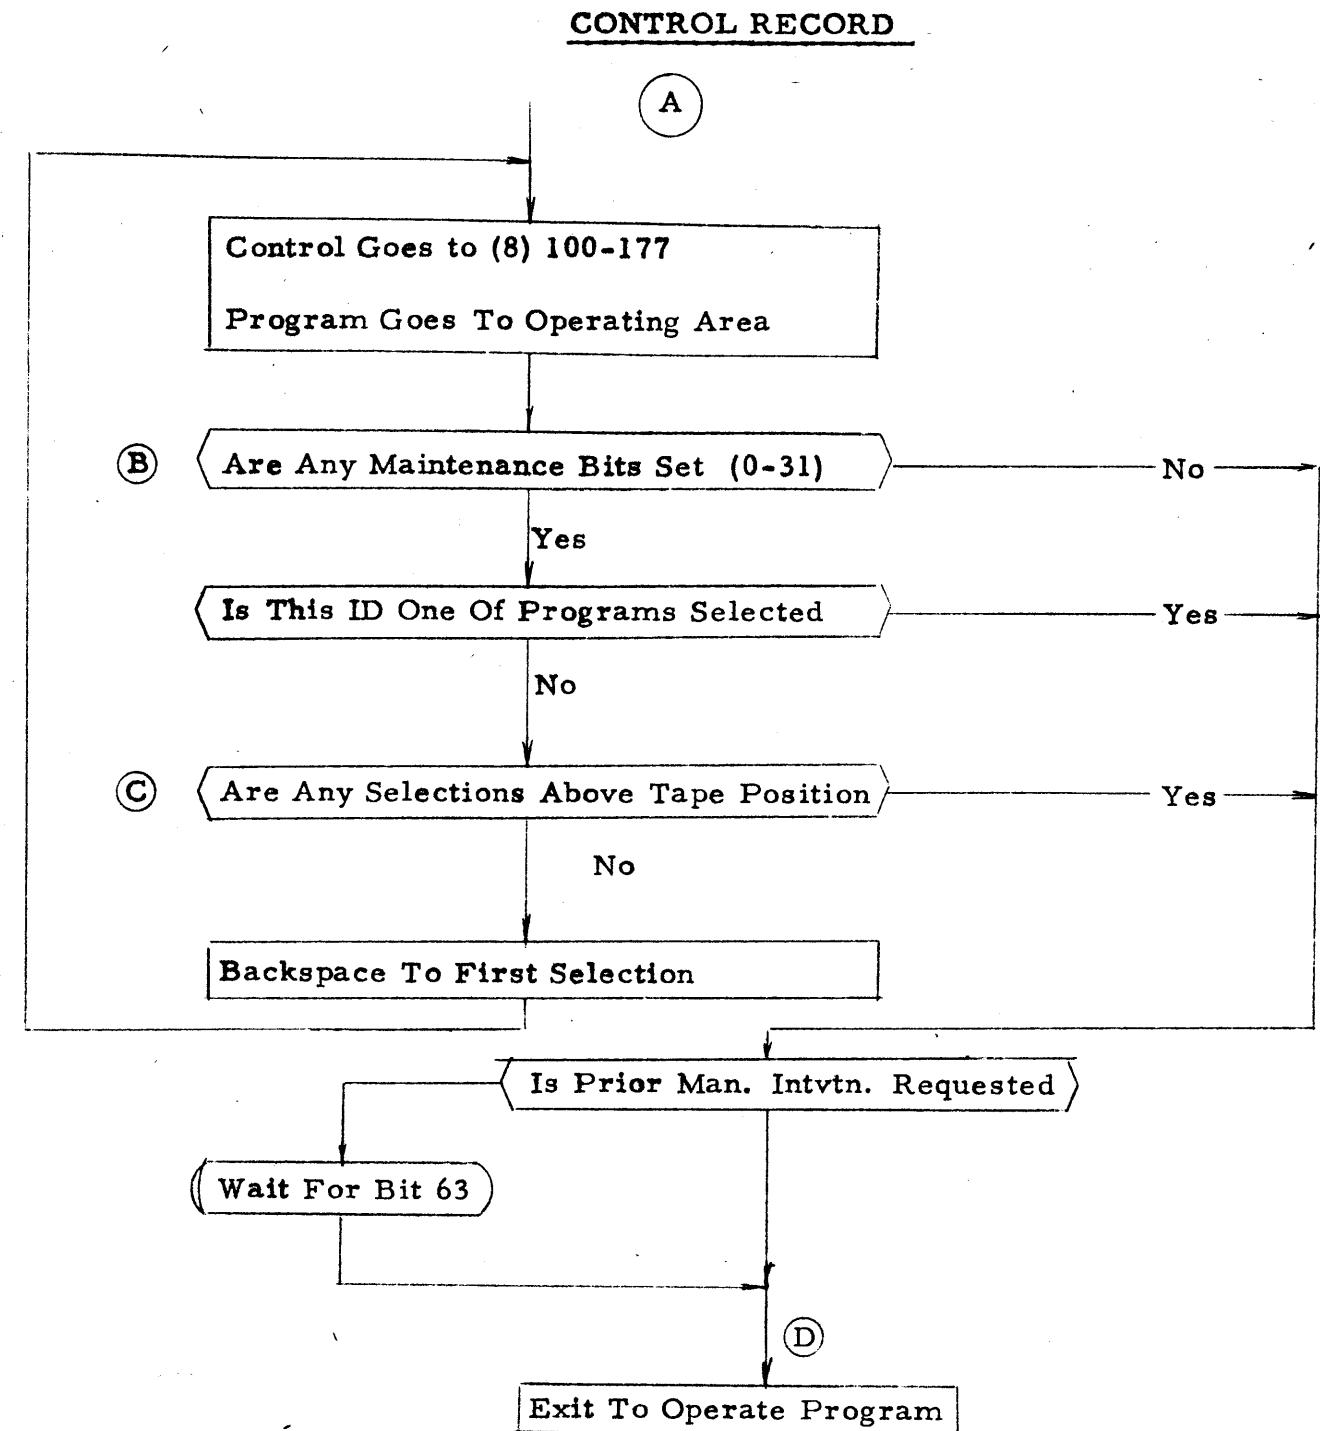 CONTROL RECORD
A
Control Goes to (8) 100-177
Program Goes To Operating Area
B
Are Any Maintenance Bits Set (0-31)
No
Yes
Is This ID One Of Programs Selected
Yes
No
C
Are Any Selections Above Tape Position
Yes
No
Backspace To First Selection
Is Prior Man. Intvtn. Requested
Wait For Bit 63
D
Exit To Operate Program